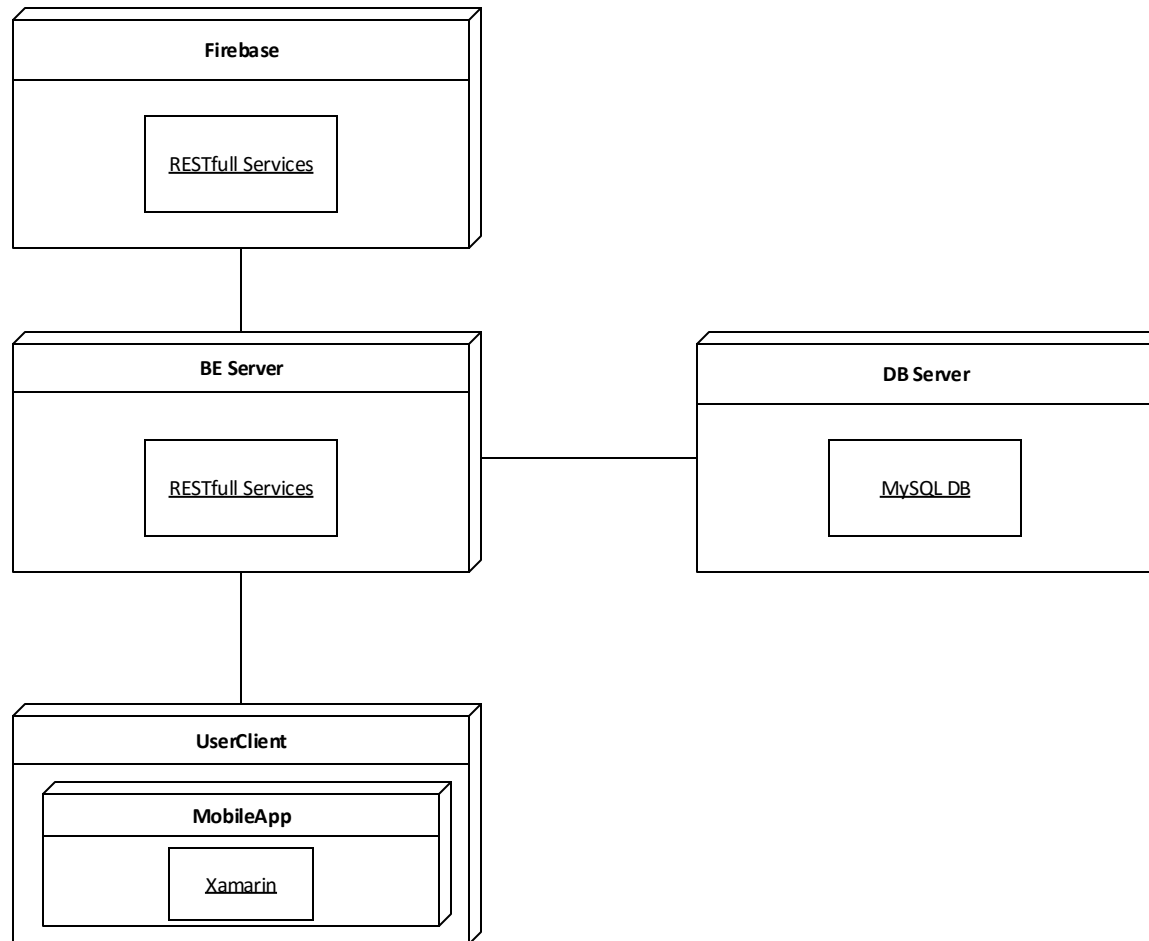 Firebase
RESTfull Services
BE Server
RESTfull Services
DB Server
MySQL DB
UserClient
MobileApp
Xamarin